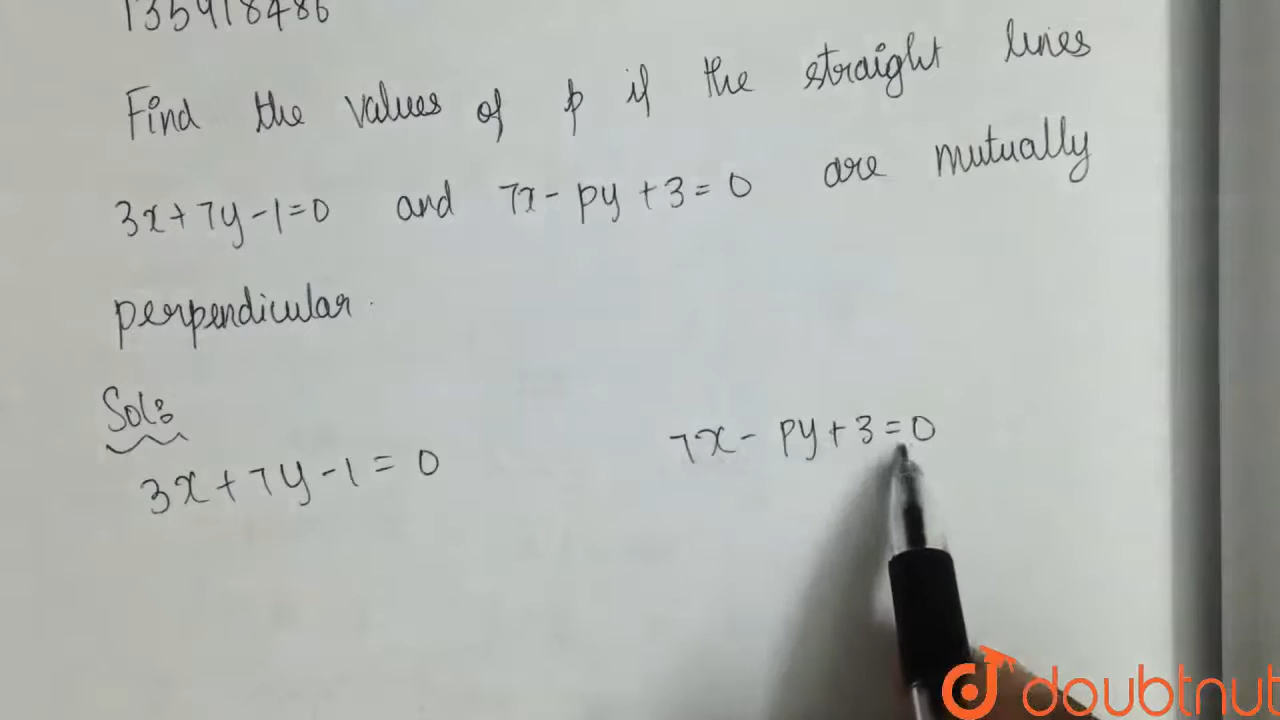 135918486
Find the values of p if the straight lines
3x+7y-1=0 and 7x-py+3=0 are mutually
perpendicular.
Sol:
3x+7y-1=0 7x-py+3=0
doubtnut